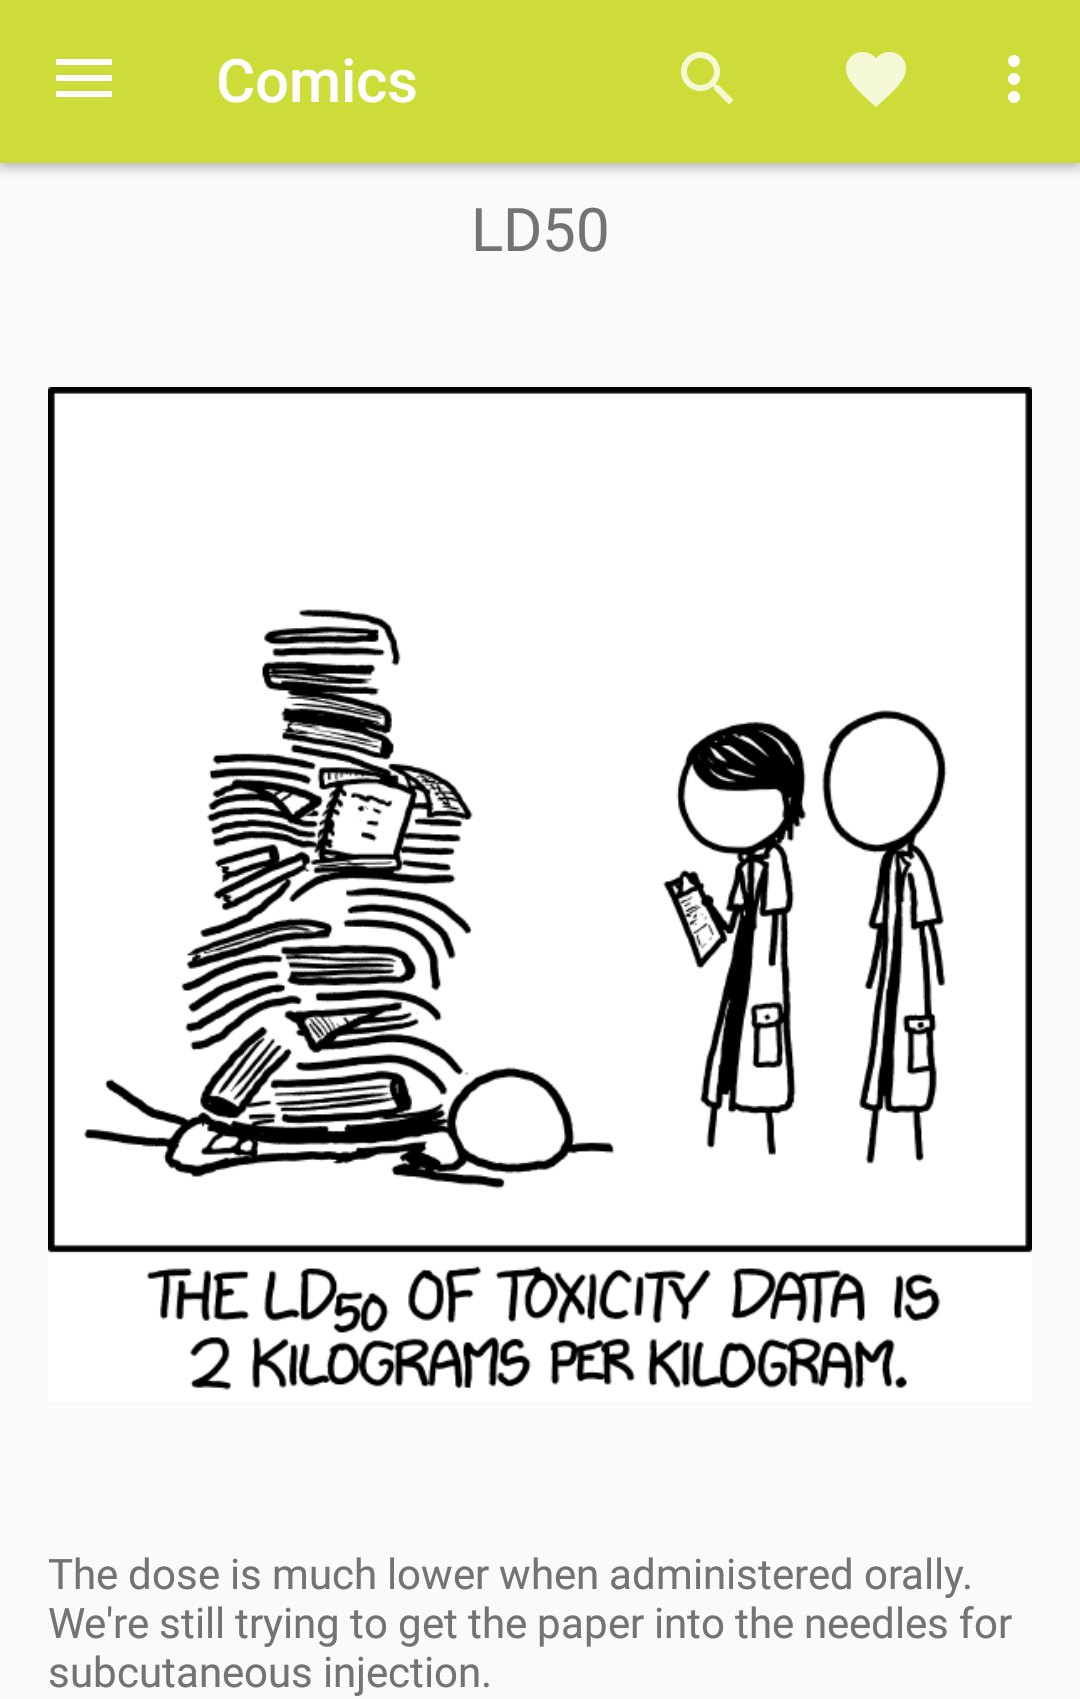 Comics
LD50
THE LD50 OF TOXICITY DATA IS
2 KILOGRAMS PER KILOGRAM.
The dose is much lower when administered orally.
We're still trying to get the paper into the needles for
subcutaneous injection.